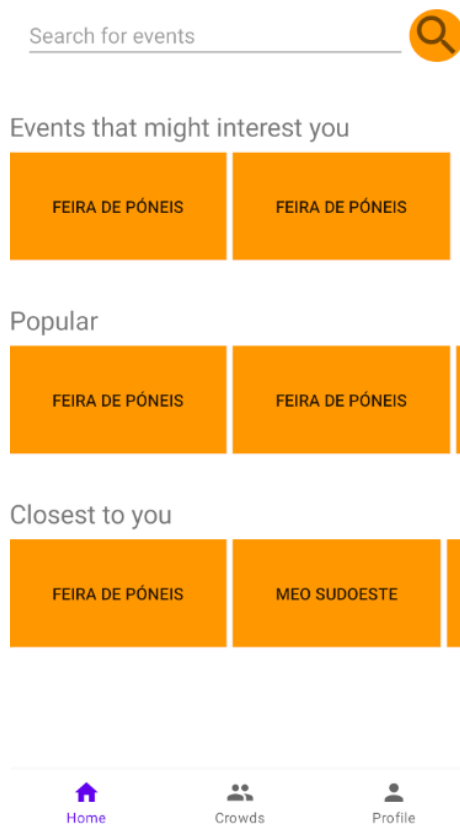 Search for events
Events that might interest you
FEIRA DE PÓNEIS FEIRA DE PÓNEIS
Popular
FEIRA DE PÓNEIS FEIRA DE PÓNEIS
Closest to you
FEIRA DE PÓNEIS MEO SUDOESTE
Home Crowds Profile